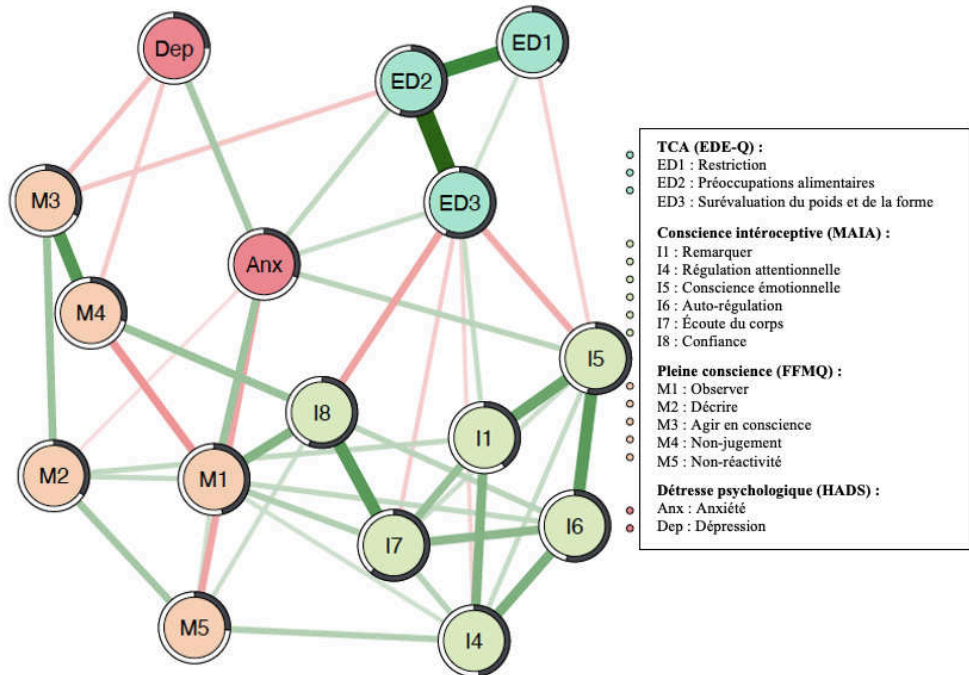 Dep
ED1
ED2
M3
ED3
Anx
M4
I5
I8
I1
M2
M1
I7
I6
M5
I4
TCA (EDE-Q) :
ED1 : Restriction
ED2 : Préoccupations alimentaires
ED3 : Surévaluation du poids et de la forme
Conscience intéroceptive (MAIA) :
I1 : Remarquer
I4 : Régulation attentionnelle
I5 : Conscience émotionnelle
I6 : Auto-régulation
I7 : Écoute du corps
I8 : Confiance
Pleine conscience (FFMQ) :
M1 : Observer
M2 : Décrire
M3 : Agir en conscience
M4 : Non-jugement
M5 : Non-réactivité
Détresse psychologique (HADS) :
Anx : Anxiété
Dep : Dépression